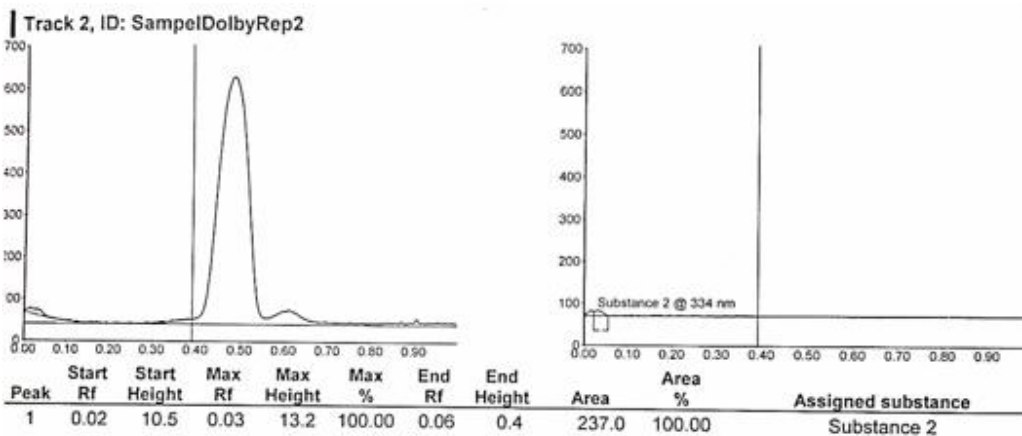 Track 2, ID: SampelDolbyRep2
700
600
500
400
300
200
100
0
0.00 0.10 0.20 0.30 0.40 0.50 0.60 0.70 0.80 0.90
700
600
500
400
300
200
100
0
Substance 2 @ 334 nm
0.00 0.10 0.20 0.30 0.40 0.50 0.60 0.70 0.80 0.90
Peak Start Rf Start Height Max Rf Max Height Max % End Rf End Height Area Area % Assigned substance
1 0.02 10.5 0.03 13.2 100.00 0.06 0.4 237.0 100.00 Substance 2